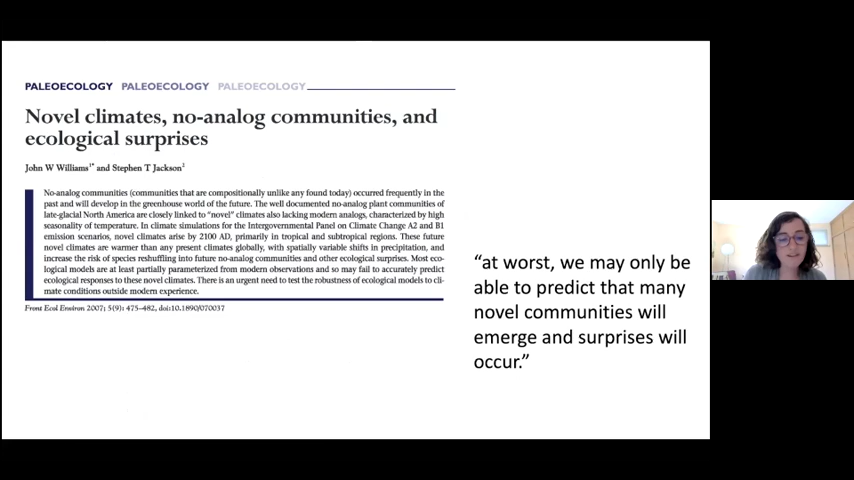 PALEOECOLOGY PALEOECOLOGY PALEOECOLOGY
Novel climates, no-analog communities, and
ecological surprises
John W Williams1* and Stephen T Jackson2
No-analog communities (communities that are compositionally unlike any found today) occurred frequently in the
past and will develop in the greenhouse world of the future. The well documented no-analog plant communities of
late-glacial North America are closely linked to “novel” climates also lacking modern analogs, characterized by high
seasonality of temperature. In climate simulations for the Intergovernmental Panel on Climate Change A2 and B1
emission scenarios, novel climates arise by 2100 AD, primarily in tropical and subtropical regions. These future
novel climates are warmer than any present climates globally, with spatially variable shifts in precipitation, and
increase the risk of species reshuffling into future no-analog communities and other ecological surprises. Most eco-
logical models are at least partially parameterized from modern observations and so may fail to accurately predict
ecological responses to these novel climates. There is an urgent need to test the robustness of ecological models to cli-
mate conditions outside modern experience.
Front Ecol Environ 2007; 5(9): 475–482, doi:10.1890/070037
“at worst, we may only be
able to predict that many
novel communities will
emerge and surprises will
occur.”